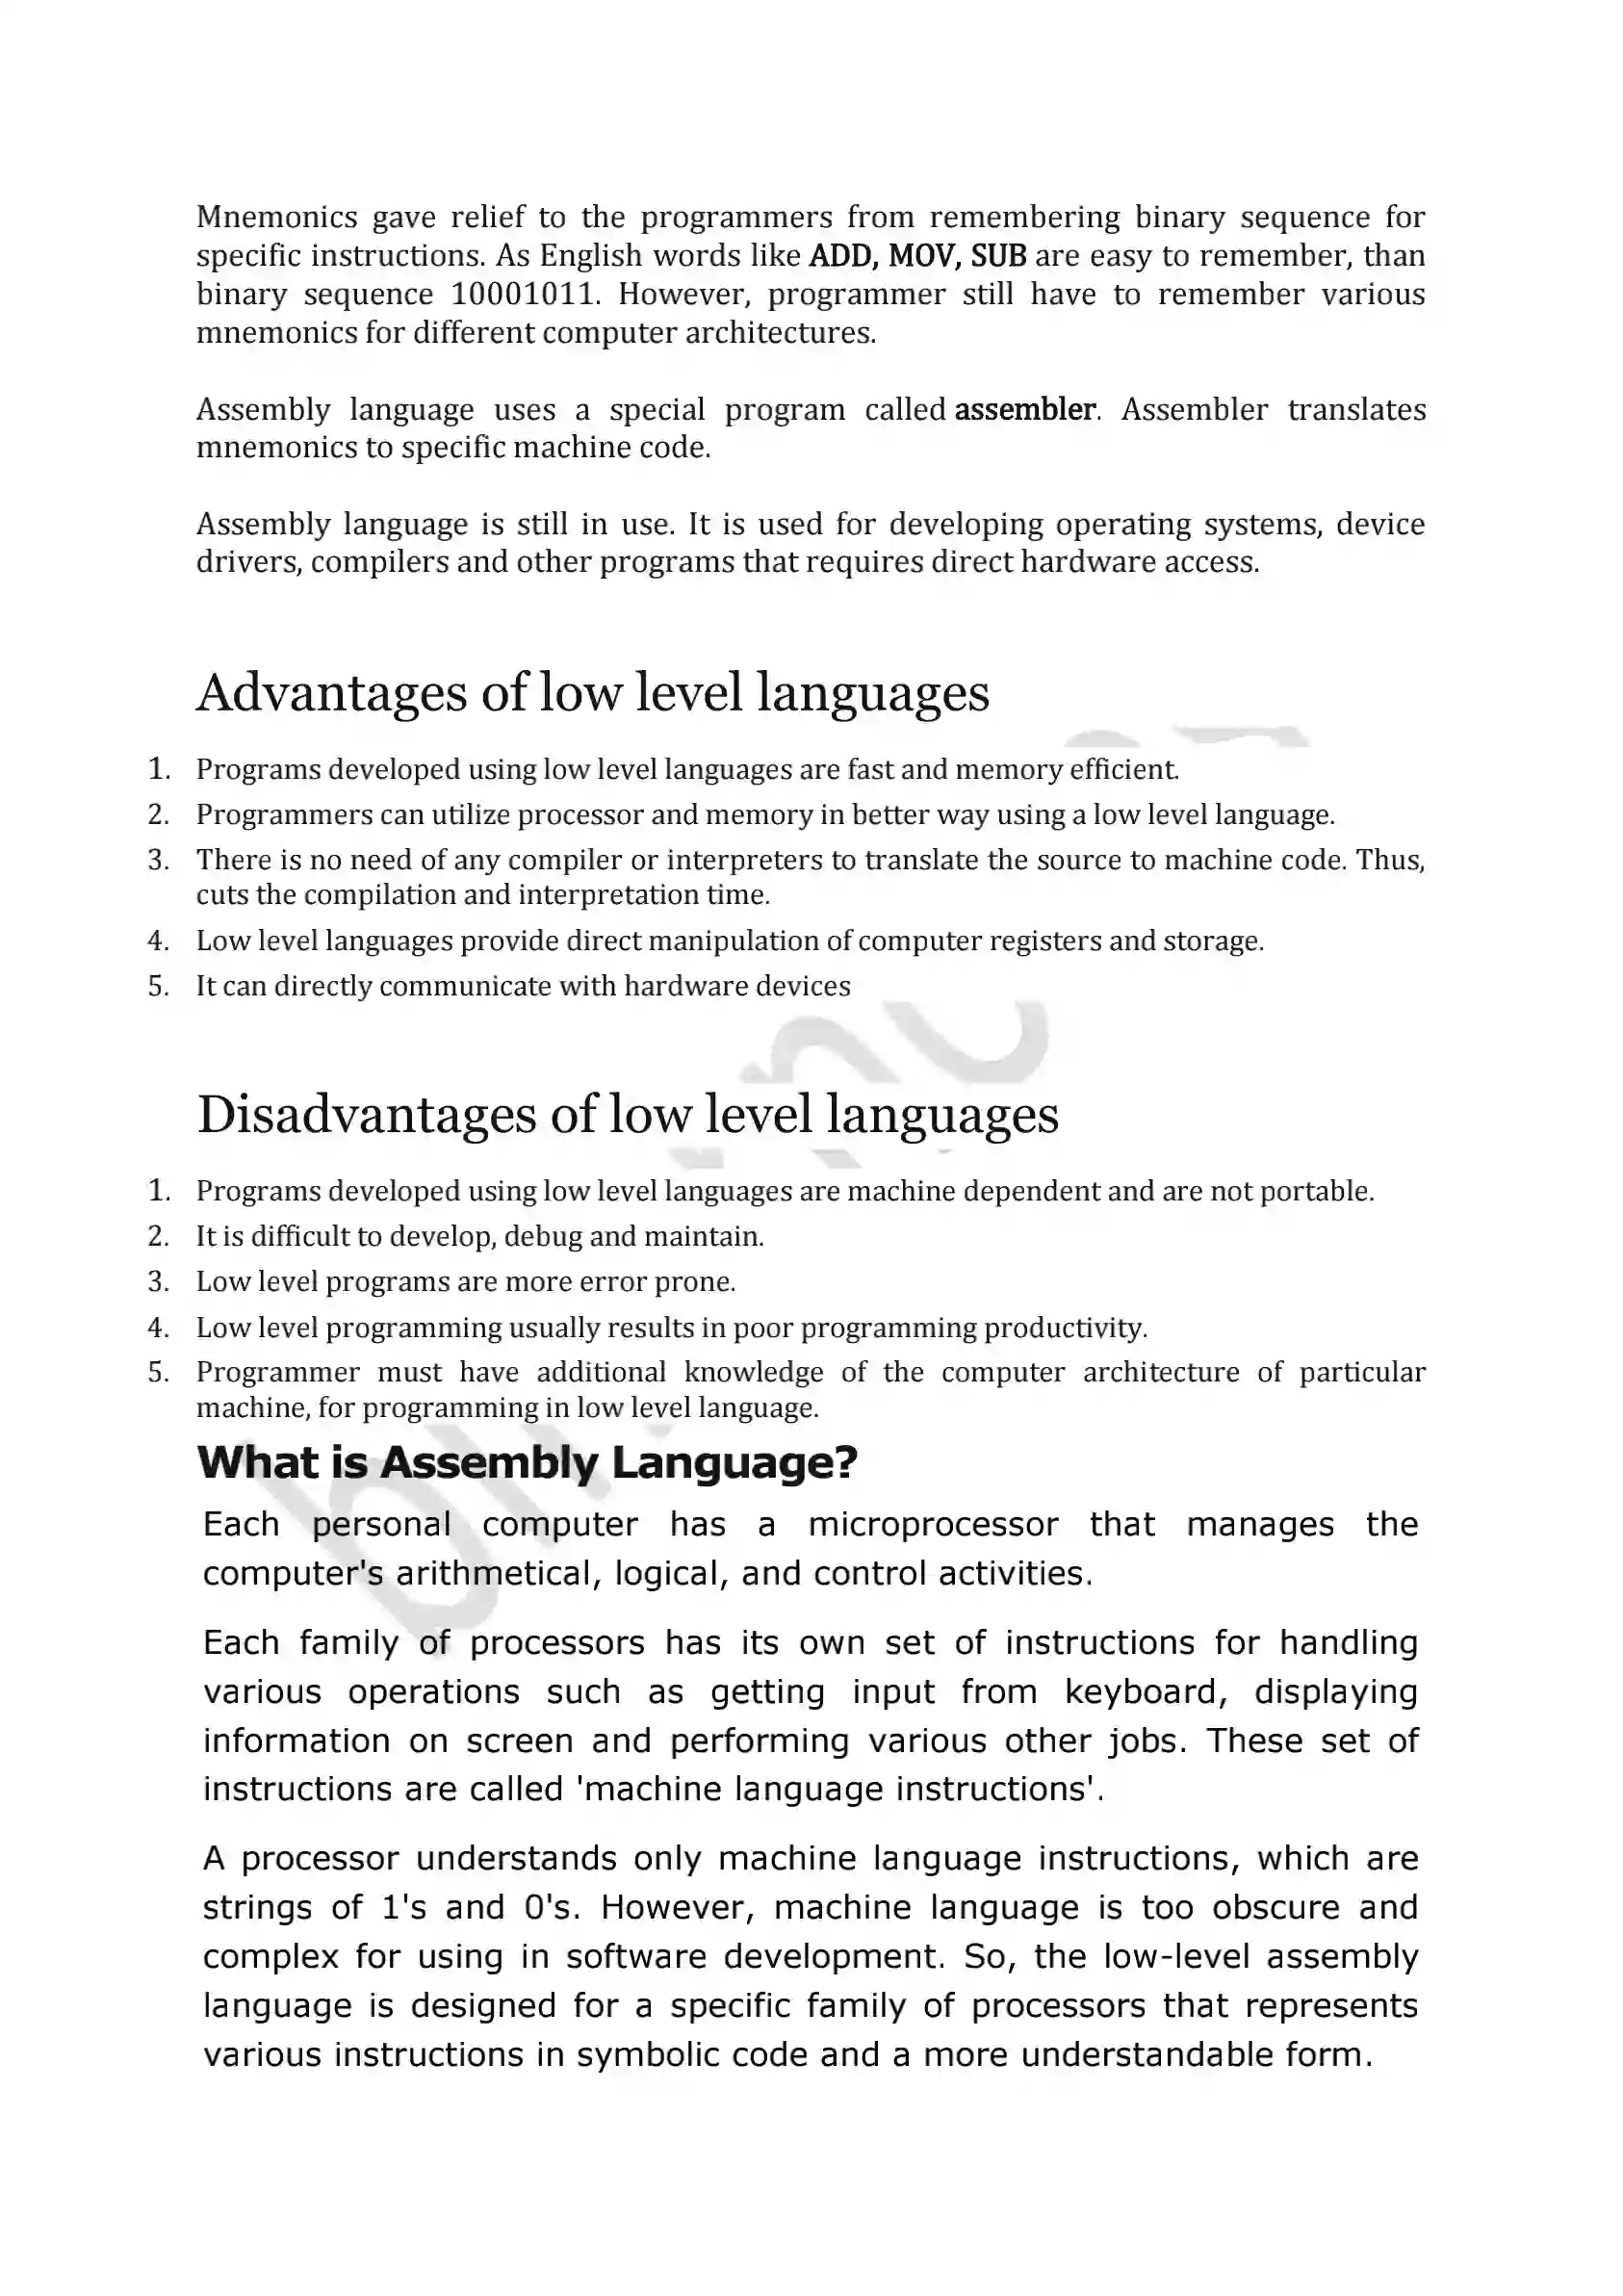 Mnemonics gave relief to the programmers from remembering binary sequence for
specific instructions. As English words like ADD, MOV, SUB are easy to remember, than
binary sequence 10001011. However, programmer still have to remember various
mnemonics for different computer architectures.
Assembly language uses a special program called assembler. Assembler translates
mnemonics to specific machine code.
Assembly language is still in use. It is used for developing operating systems, device
drivers, compilers and other programs that requires direct hardware access.
Advantages of low level languages
1. Programs developed using low level languages are fast and memory efficient.
2. Programmers can utilize processor and memory in better way using a low level language.
3. There is no need of any compiler or interpreters to translate the source to machine code. Thus,
cuts the compilation and interpretation time.
4. Low level languages provide direct manipulation of computer registers and storage.
5. It can directly communicate with hardware devices
Disadvantages of low level languages
1. Programs developed using low level languages are machine dependent and are not portable.
2. It is difficult to develop, debug and maintain.
3. Low level programs are more error prone.
4. Low level programming usually results in poor programming productivity.
5. Programmer must have additional knowledge of the computer architecture of particular
machine, for programming in low level language.
What is Assembly Language?
Each personal computer has a microprocessor that manages the
computer's arithmetical, logical, and control activities.
Each family of processors has its own set of instructions for handling
various operations such as getting input from keyboard, displaying
information on screen and performing various other jobs. These set of
instructions are called 'machine language instructions'.
A processor understands only machine language instructions, which are
strings of 1's and 0's. However, machine language is too obscure and
complex for using in software development. So, the low-level assembly
language is designed for a specific family of processors that represents
various instructions in symbolic code and a more understandable form.